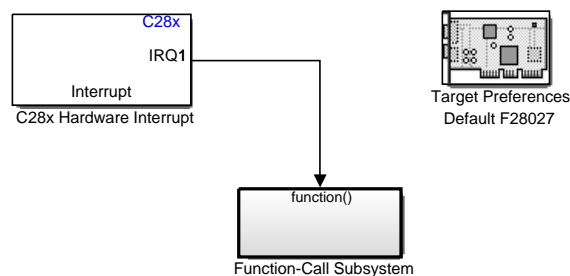 C28x
IRQ1
Interrupt
C28x Hardware Interrupt
Target Preferences
Default F28027
function()
Function-Call Subsystem